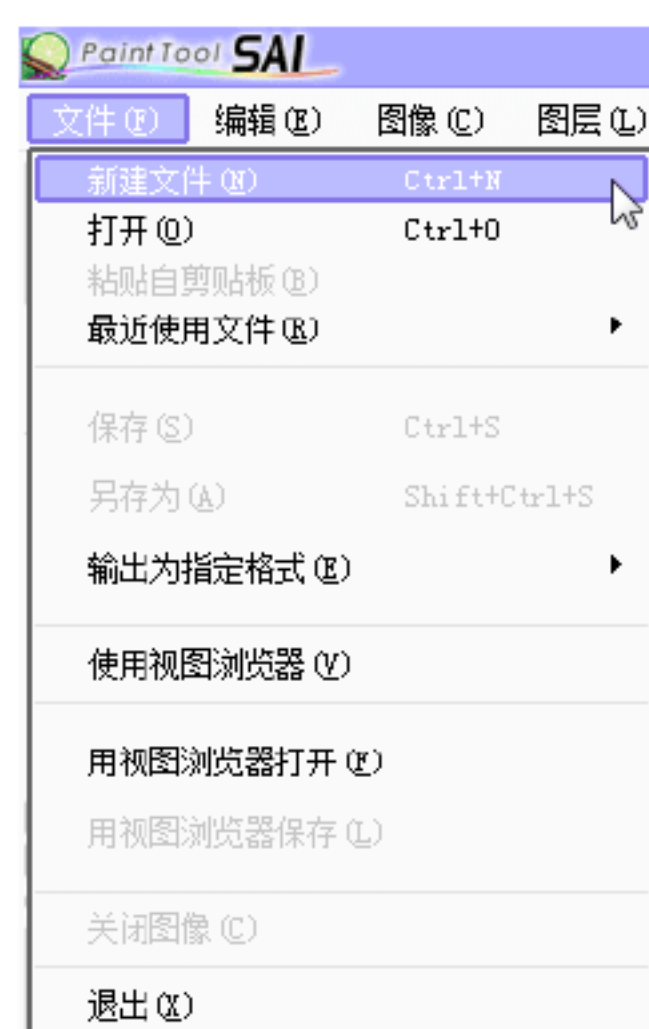 PaintTool SAI
文件(F) 编辑(E) 图像(C) 图层(L)
新建文件(N) Ctrl+N
打开(O) Ctrl+O
粘贴自剪贴板(B)
最近使用文件(R)
保存(S) Ctrl+S
另存为(A) Shift+Ctrl+S
输出为指定格式(E)
使用视图浏览器(V)
用视图浏览器打开(F)
用视图浏览器保存(L)
关闭图像(C)
退出(X)